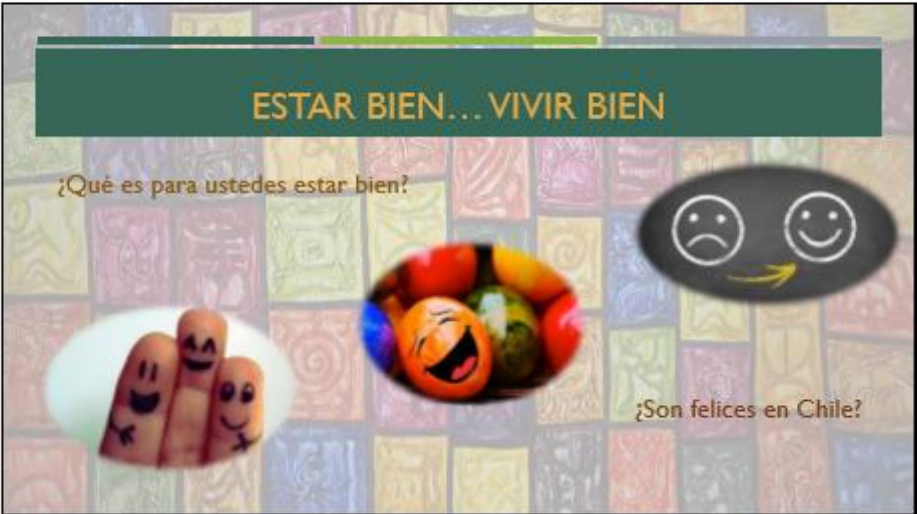 ESTAR BIEN… VIVIR BIEN
¿Qué es para ustedes estar bien?
¿Son felices en Chile?